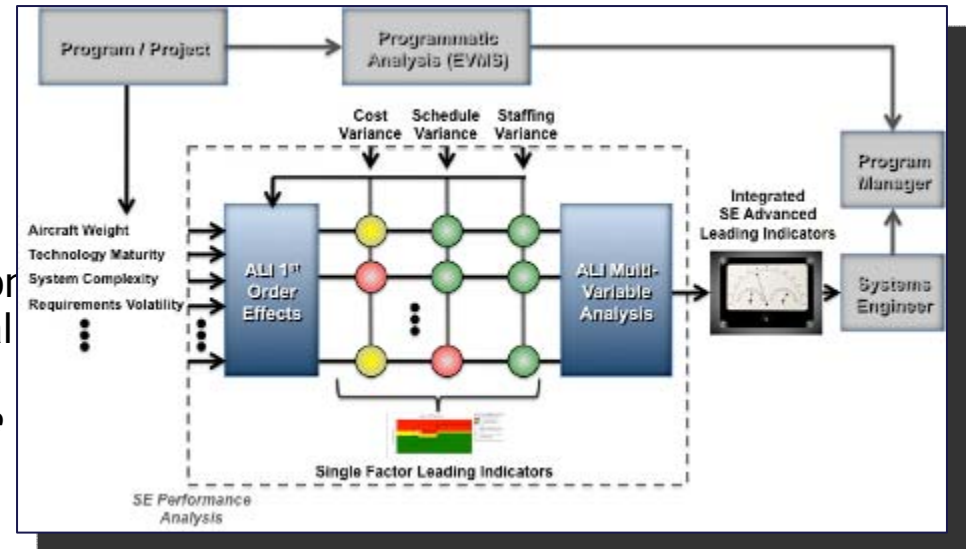 Program / Project
Programmatic
Analysis (EVMS)
Cost
Variance
Schedule
Variance
Staffing
Variance
Program
Manager
Integrated
SE Advanced
Leading Indicators
Aircraft Weight
Technology Maturity
System Complexity
Requirements Volatility
ALI 1st
Order
Effects
ALI Multi-
Variable
Analysis
Systems
Engineer
Single Factor Leading Indicators
SE Performance
Analysis